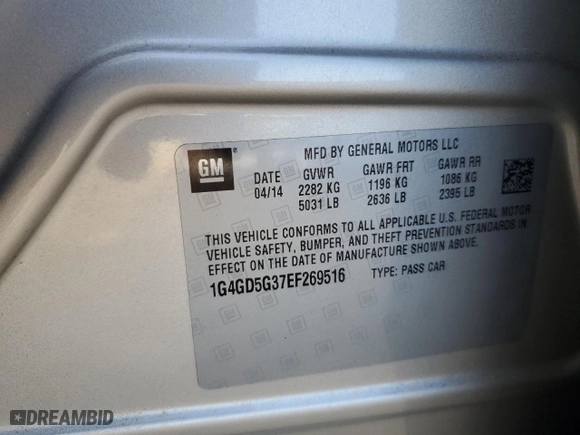 MFD BY GENERAL MOTORS LLC
GM
DATE GVWR GAWR FRT GAWR RR
04/14 2282 KG 1196 KG 1086 KG
5031 LB 2636 LB 2395 LB
THIS VEHICLE CONFORMS TO ALL APPLICABLE U.S. FEDERAL MOTOR
VEHICLE SAFETY, BUMPER, AND THEFT PREVENTION STANDARDS IN
EFFECT ON THE DATE OF MANUFACTURE SHOWN ABOVE.
1G4GD5G37EF269516 TYPE: PASS CAR
DREAMBID